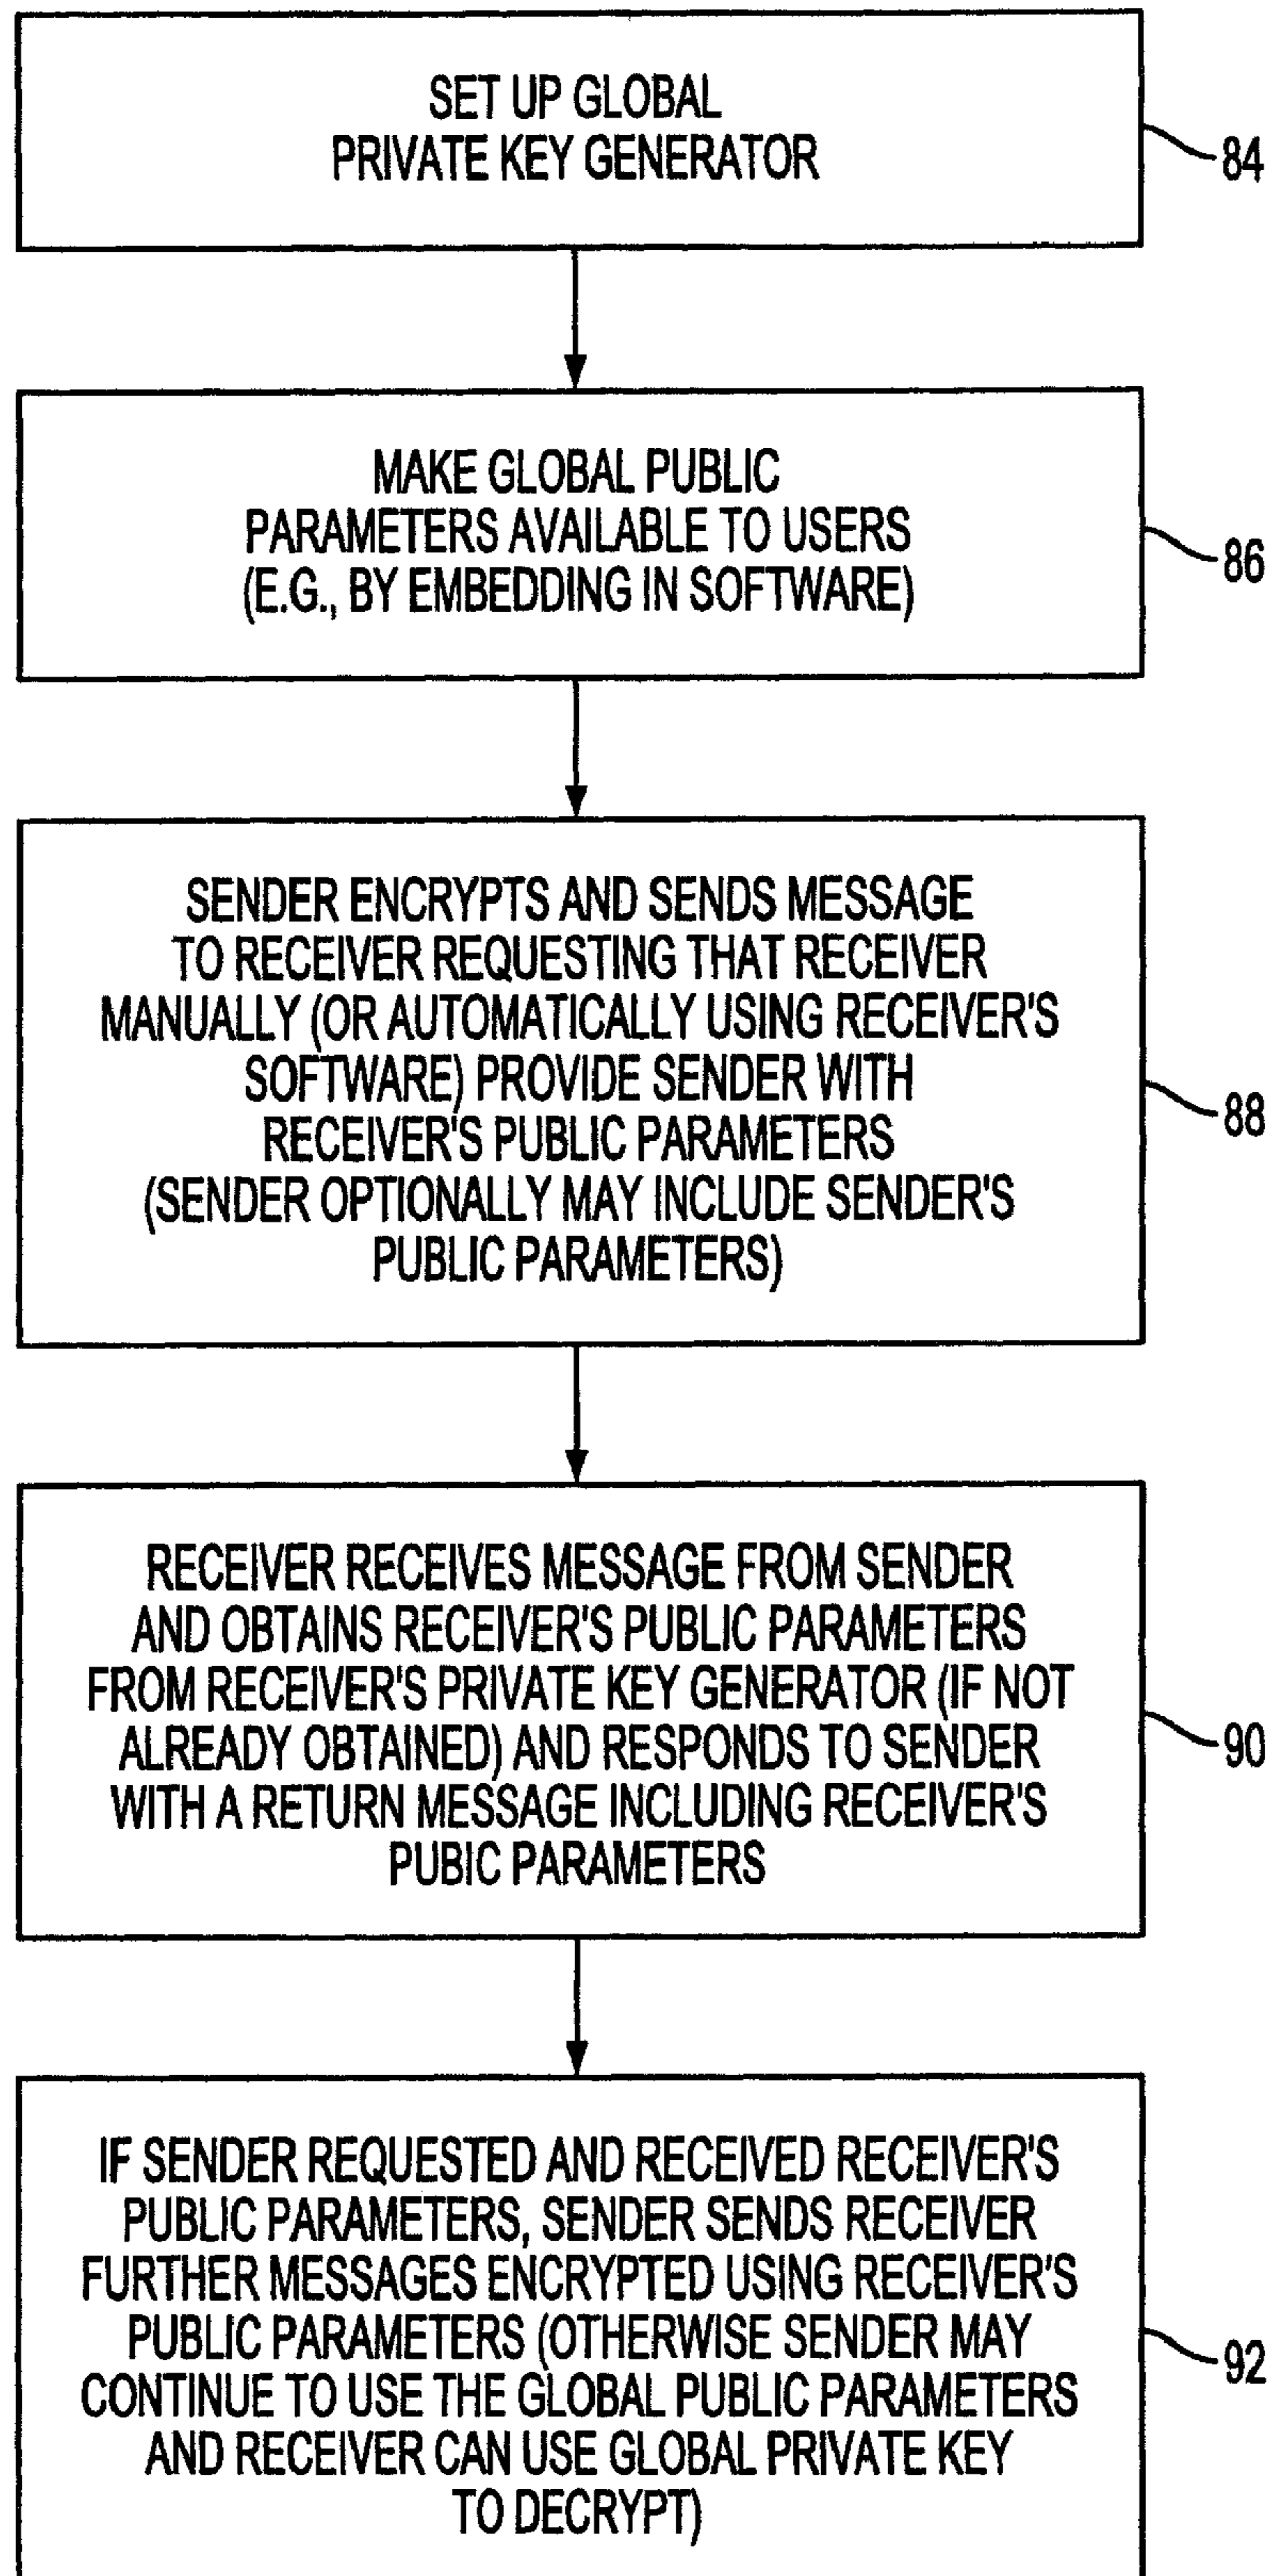 SET UP GLOBAL
PRIVATE KEY GENERATOR
84
MAKE GLOBAL PUBLIC
PARAMETERS AVAILABLE TO USERS
(E.G., BY EMBEDDING IN SOFTWARE)
86
SENDER ENCRYPTS AND SENDS MESSAGE
TO RECEIVER REQUESTING THAT RECEIVER
MANUALLY (OR AUTOMATICALLY USING RECEIVER'S
SOFTWARE) PROVIDE SENDER WITH
RECEIVER'S PUBLIC PARAMETERS
(SENDER OPTIONALLY MAY INCLUDE SENDER'S
PUBLIC PARAMETERS)
88
RECEIVER RECEIVES MESSAGE FROM SENDER
AND OBTAINS RECEIVER'S PUBLIC PARAMETERS
FROM RECEIVER'S PRIVATE KEY GENERATOR (IF NOT
ALREADY OBTAINED) AND RESPONDS TO SENDER
WITH A RETURN MESSAGE INCLUDING RECEIVER'S
PUBIC PARAMETERS
90
IF SENDER REQUESTED AND RECEIVED RECEIVER'S
PUBLIC PARAMETERS, SENDER SENDS RECEIVER
FURTHER MESSAGES ENCRYPTED USING RECEIVER'S
PUBLIC PARAMETERS (OTHERWISE SENDER MAY
CONTINUE TO USE THE GLOBAL PUBLIC PARAMETERS
AND RECEIVER CAN USE GLOBAL PRIVATE KEY
TO DECRYPT)
92